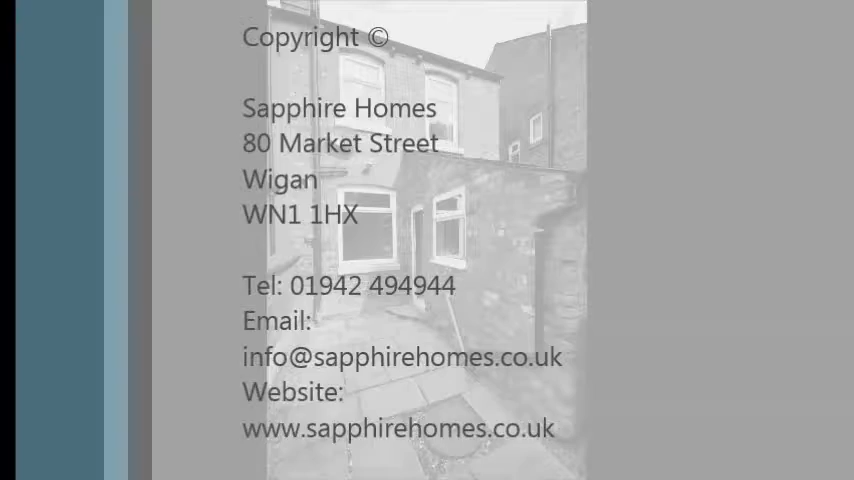 Copyright ©
Sapphire Homes
80 Market Street
Wigan
WN1 1HX
Tel: 01942 494944
Email:
info@sapphirehomes.co.uk
Website:
www.sapphirehomes.co.uk